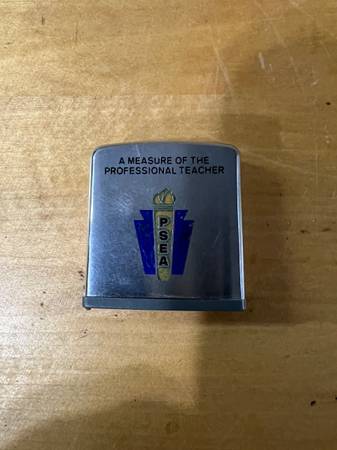 A MEASURE OF THE
PROFESSIONAL TEACHER
PSEA